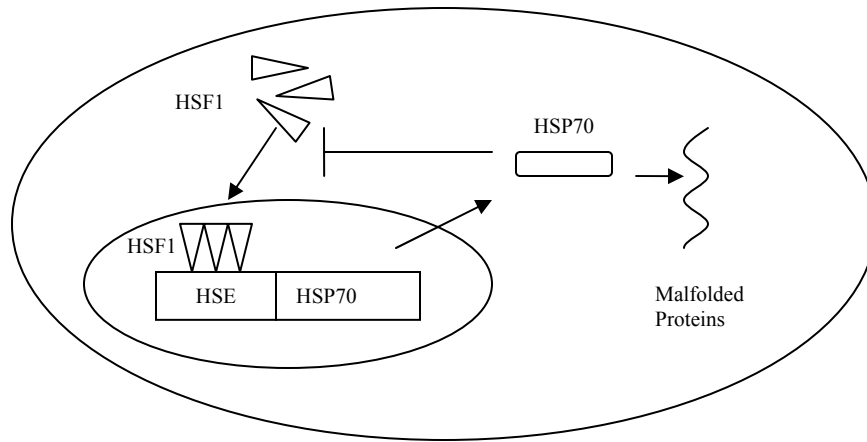 HSF1
HSP70
HSF1
HSE
HSP70
Malfolded
Proteins